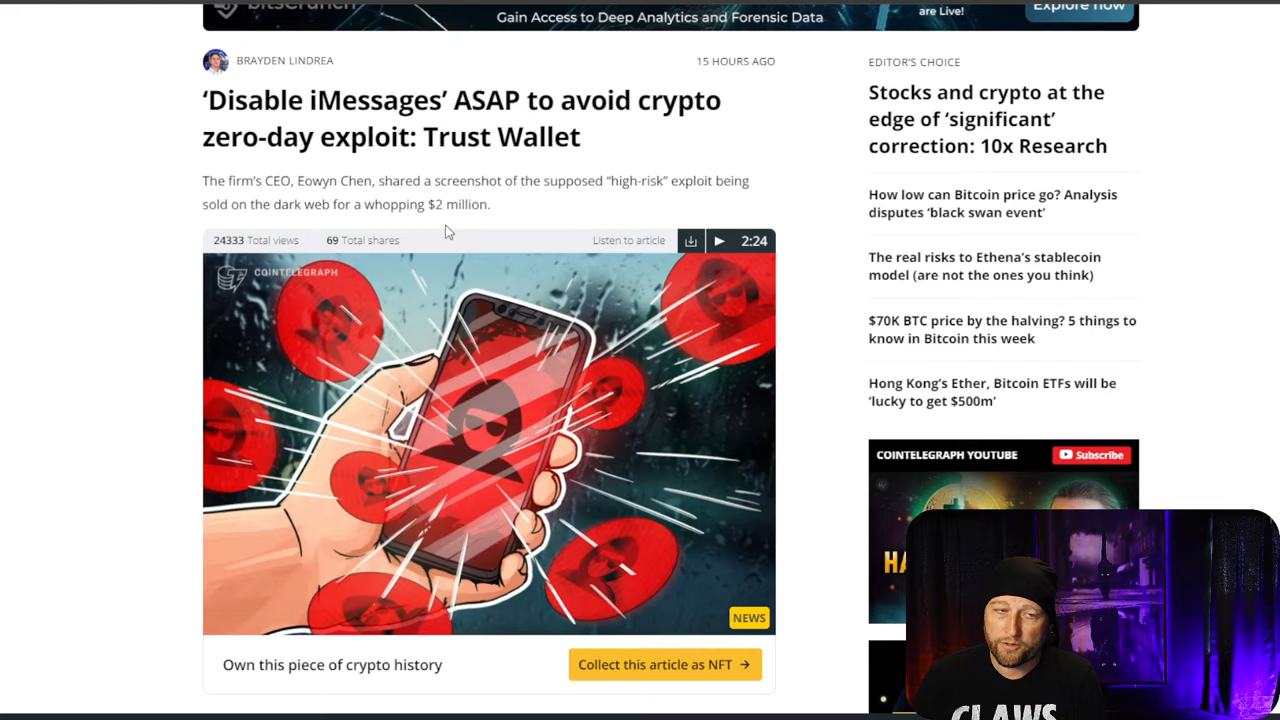 bitsCrunch
Gain Access to Deep Analytics and Forensic Data
are Live!
Explore now
BRAYDEN LINDREA
15 HOURS AGO
‘Disable iMessages’ ASAP to avoid crypto
zero-day exploit: Trust Wallet
The firm’s CEO, Eowyn Chen, shared a screenshot of the supposed “high-risk” exploit being
sold on the dark web for a whopping $2 million.
24333 Total views
69 Total shares
Listen to article
2:24
COINTELEGRAPH
NEWS
Own this piece of crypto history
Collect this article as NFT →
EDITOR’S CHOICE
Stocks and crypto at the
edge of ‘significant’
correction: 10x Research
How low can Bitcoin price go? Analysis
disputes ‘black swan event’
The real risks to Ethena’s stablecoin
model (are not the ones you think)
$70K BTC price by the halving? 5 things to
know in Bitcoin this week
Hong Kong’s Ether, Bitcoin ETFs will be
‘lucky to get $500m’
COINTELEGRAPH YOUTUBE
Subscribe
CLAWS